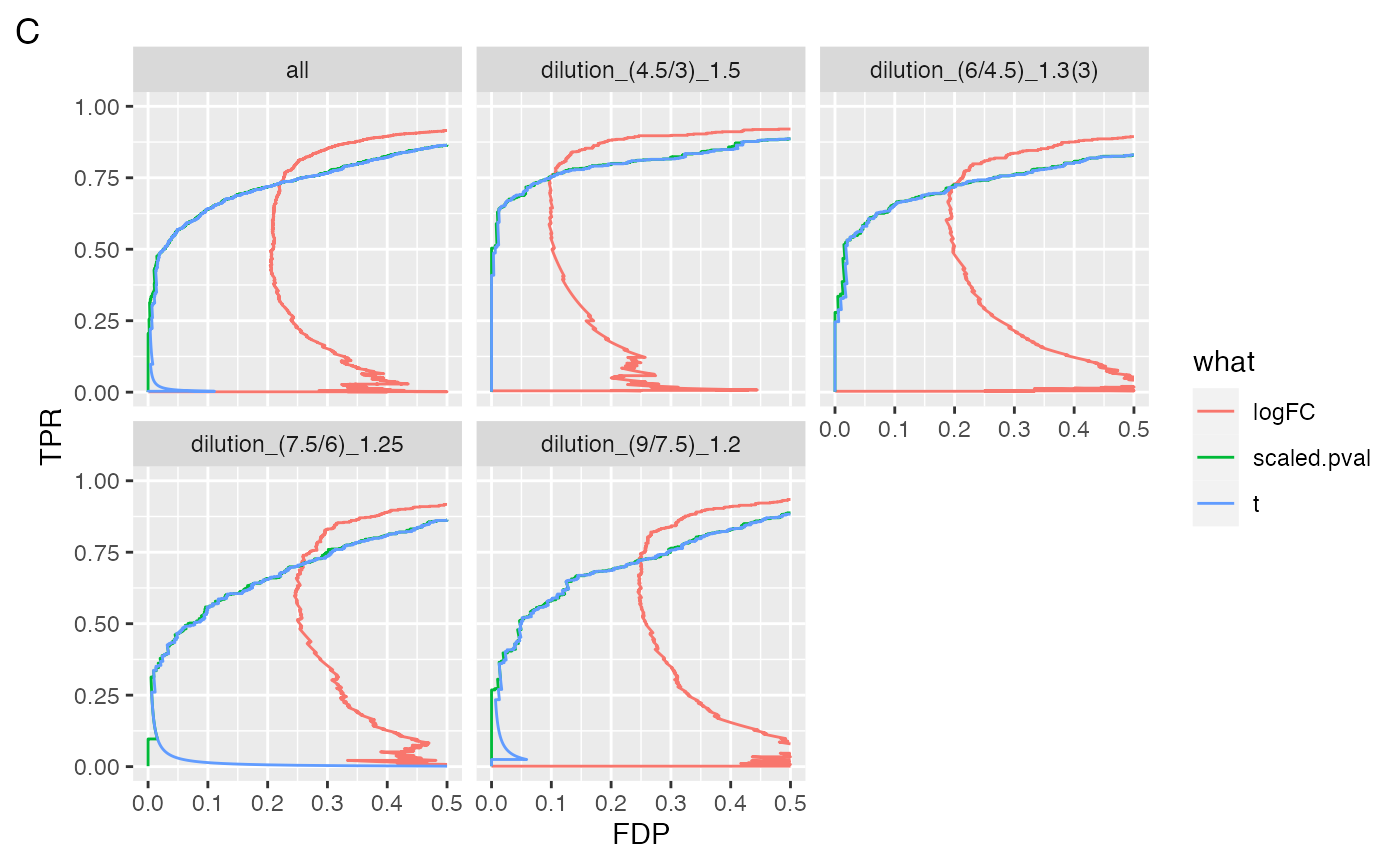 C
all
dilution_(4.5/3)_1.5
dilution_(6/4.5)_1.3(3)
1.00
0.75
0.50
0.25
0.00
0.0 0.1 0.2 0.3 0.4 0.5
TPR
what
logFC
scaled.pval
t
dilution_(7.5/6)_1.25
dilution_(9/7.5)_1.2
1.00
0.75
0.50
0.25
0.00
0.0 0.1 0.2 0.3 0.4 0.5
0.0 0.1 0.2 0.3 0.4 0.5
FDP